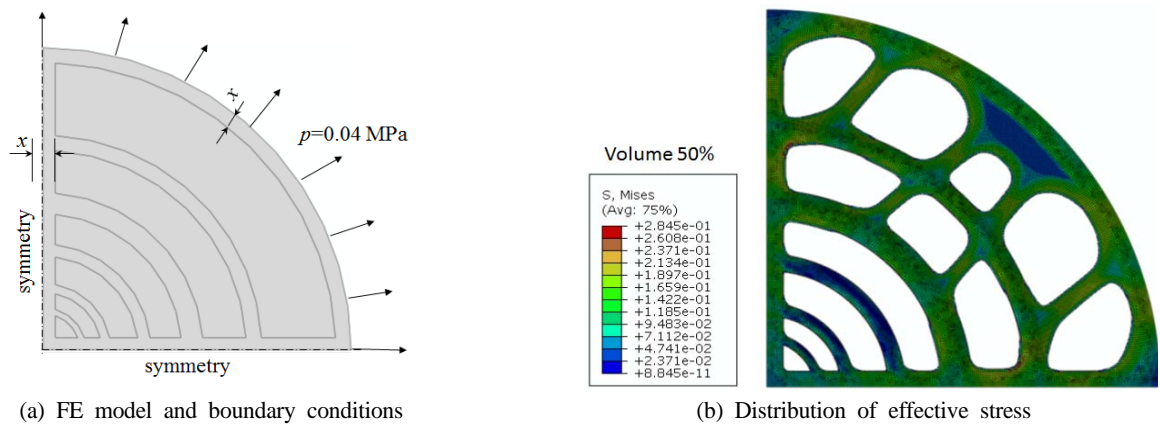 x
p=0.04 MPa
x
symmetry
symmetry
(a) FE model and boundary conditions
Volume 50%
S, Mises
(Avg: 75%)
+2.845e-01
+2.608e-01
+2.371e-01
+2.134e-01
+1.897e-01
+1.659e-01
+1.422e-01
+1.185e-01
+9.483e-02
+7.112e-02
+4.741e-02
+2.371e-02
+8.845e-11
(b) Distribution of effective stress